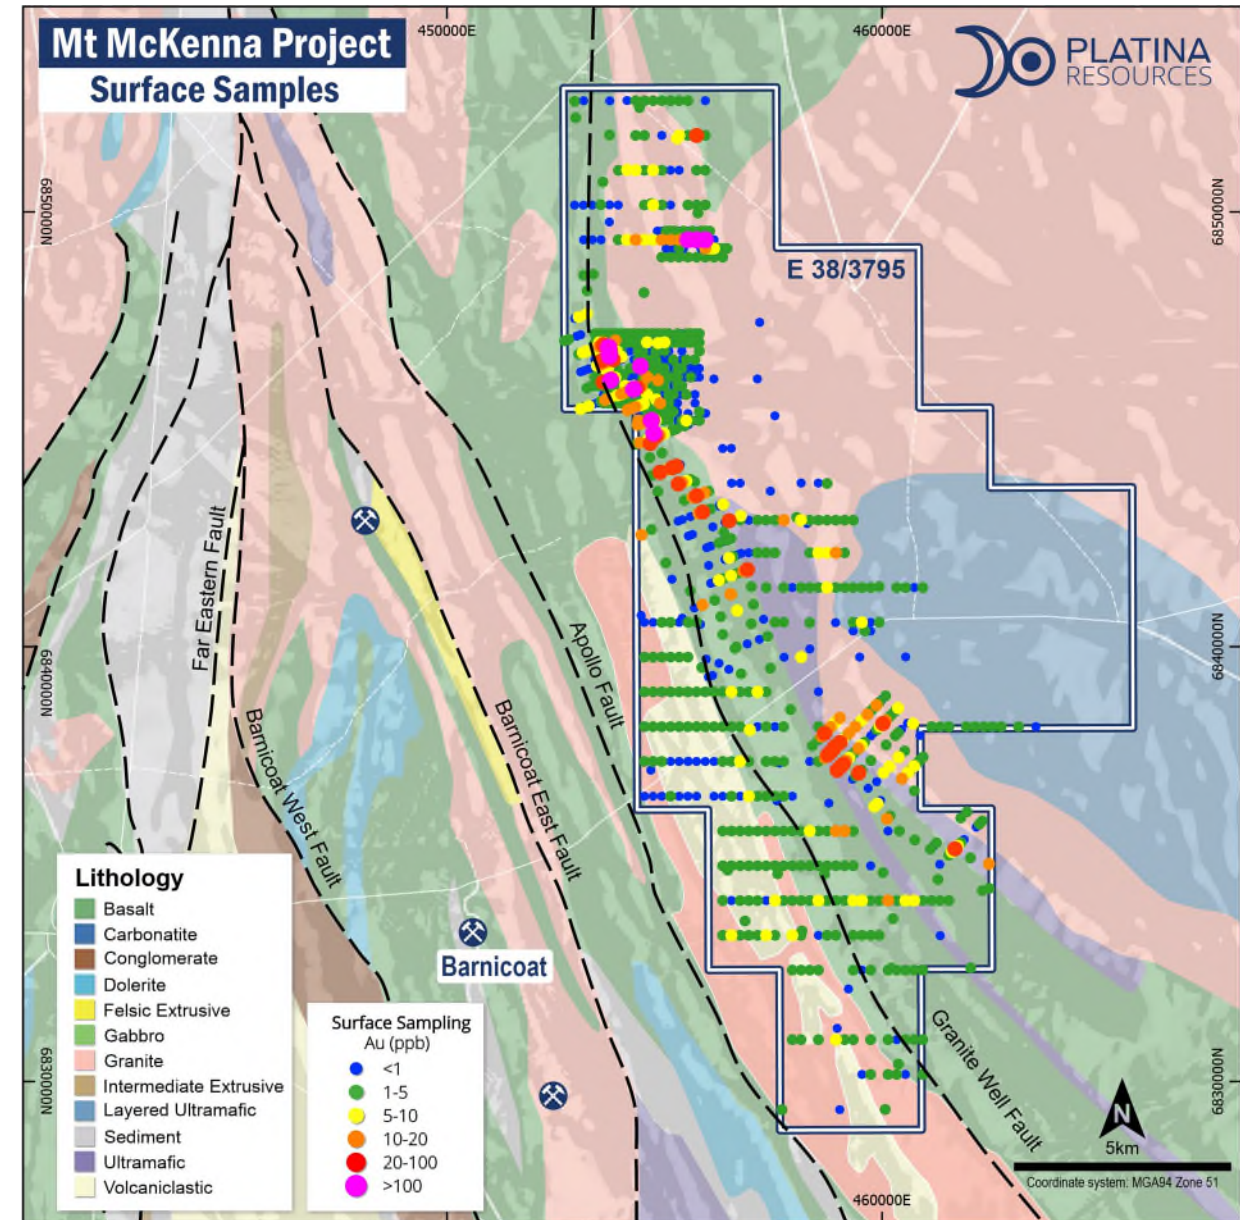 Mt McKenna Project
Surface Samples
450000E
460000E
PLATINA
RESOURCES
6850000N
6850000N
E 38/3795
Far Eastern Fault
Apollo Fault
6840000N
6840000N
Barnicoat West Fault
Barnicoat East Fault
Barnicoat
Granite Well Fault
Lithology
Basalt
Carbonatite
Conglomerate
Dolerite
Felsic Extrusive
Gabbro
Granite
Intermediate Extrusive
Layered Ultramafic
Sediment
Ultramafic
Volcaniclastic
Surface Sampling
Au (ppb)
<1
1-5
5-10
10-20
20-100
>100
6830000N
6830000N
N
5km
Coordinate system: MGA94 Zone 51
460000E